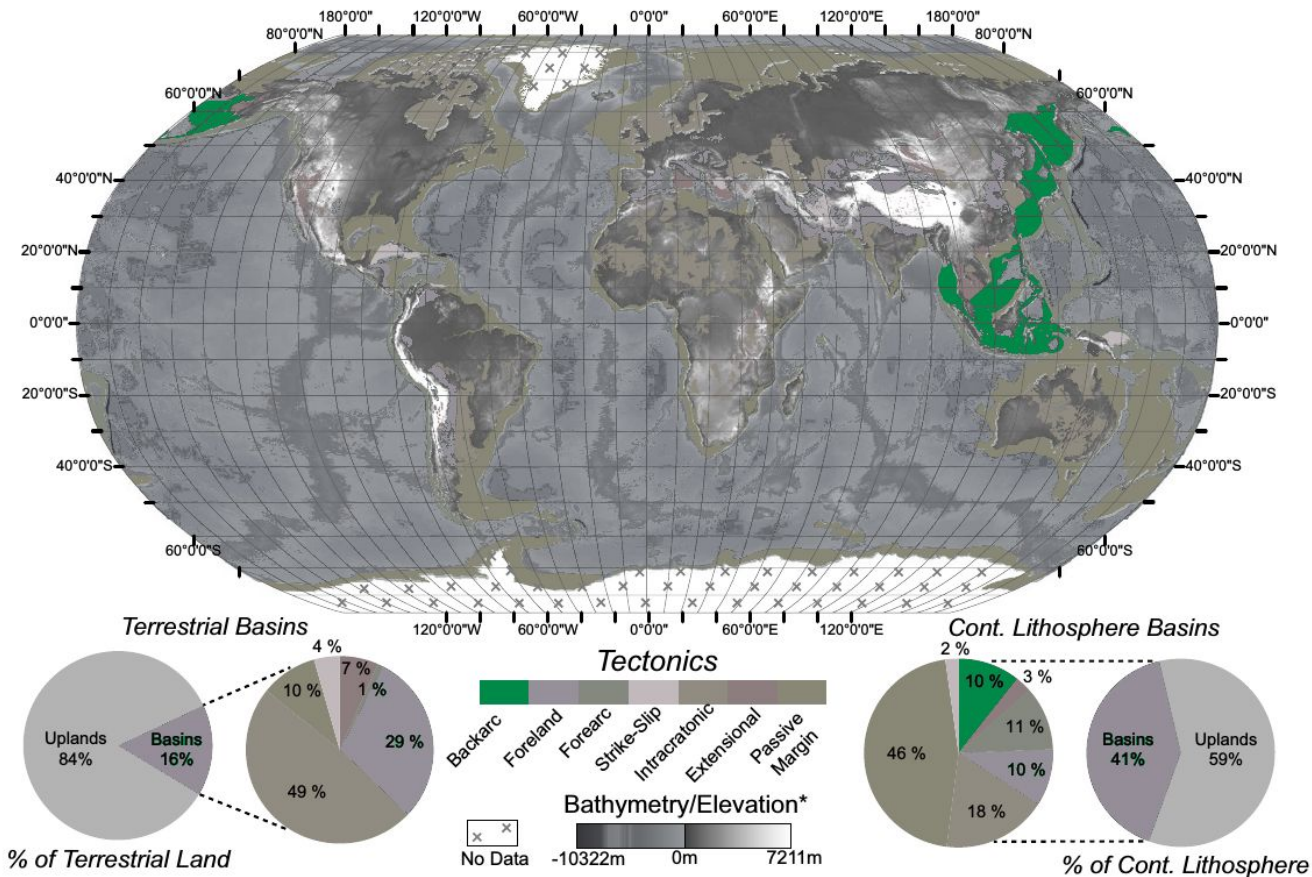 180°0'0" 120°0'0"W 60°0'0"W 0°0'0" 60°0'0"E 120°0'0"E 180°0'0"
80°0'0"N 80°0'0"N
60°0'0"N 60°0'0"N
40°0'0"N 40°0'0"N
20°0'0"N 20°0'0"N
0°0'0" 0°0'0"
20°0'0"S 20°0'0"S
40°0'0"S 40°0'0"S
60°0'0"S 60°0'0"S
120°0'0"W 60°0'0"W 0°0'0" 60°0'0"E 120°0'0"E
Terrestrial Basins
Uplands
84%
Basins
16%
4 %
7 %
1 %
10 %
29 %
49 %
% of Terrestrial Land
Tectonics
Backarc
Foreland
Forearc
Strike-Slip
Intracratonic
Extensional
Passive
Margin
No Data
Bathymetry/Elevation*
-10322m 0m 7211m
Cont. Lithosphere Basins
2 %
10 %
3 %
11 %
46 %
10 %
18 %
Basins
41%
Uplands
59%
% of Cont. Lithosphere